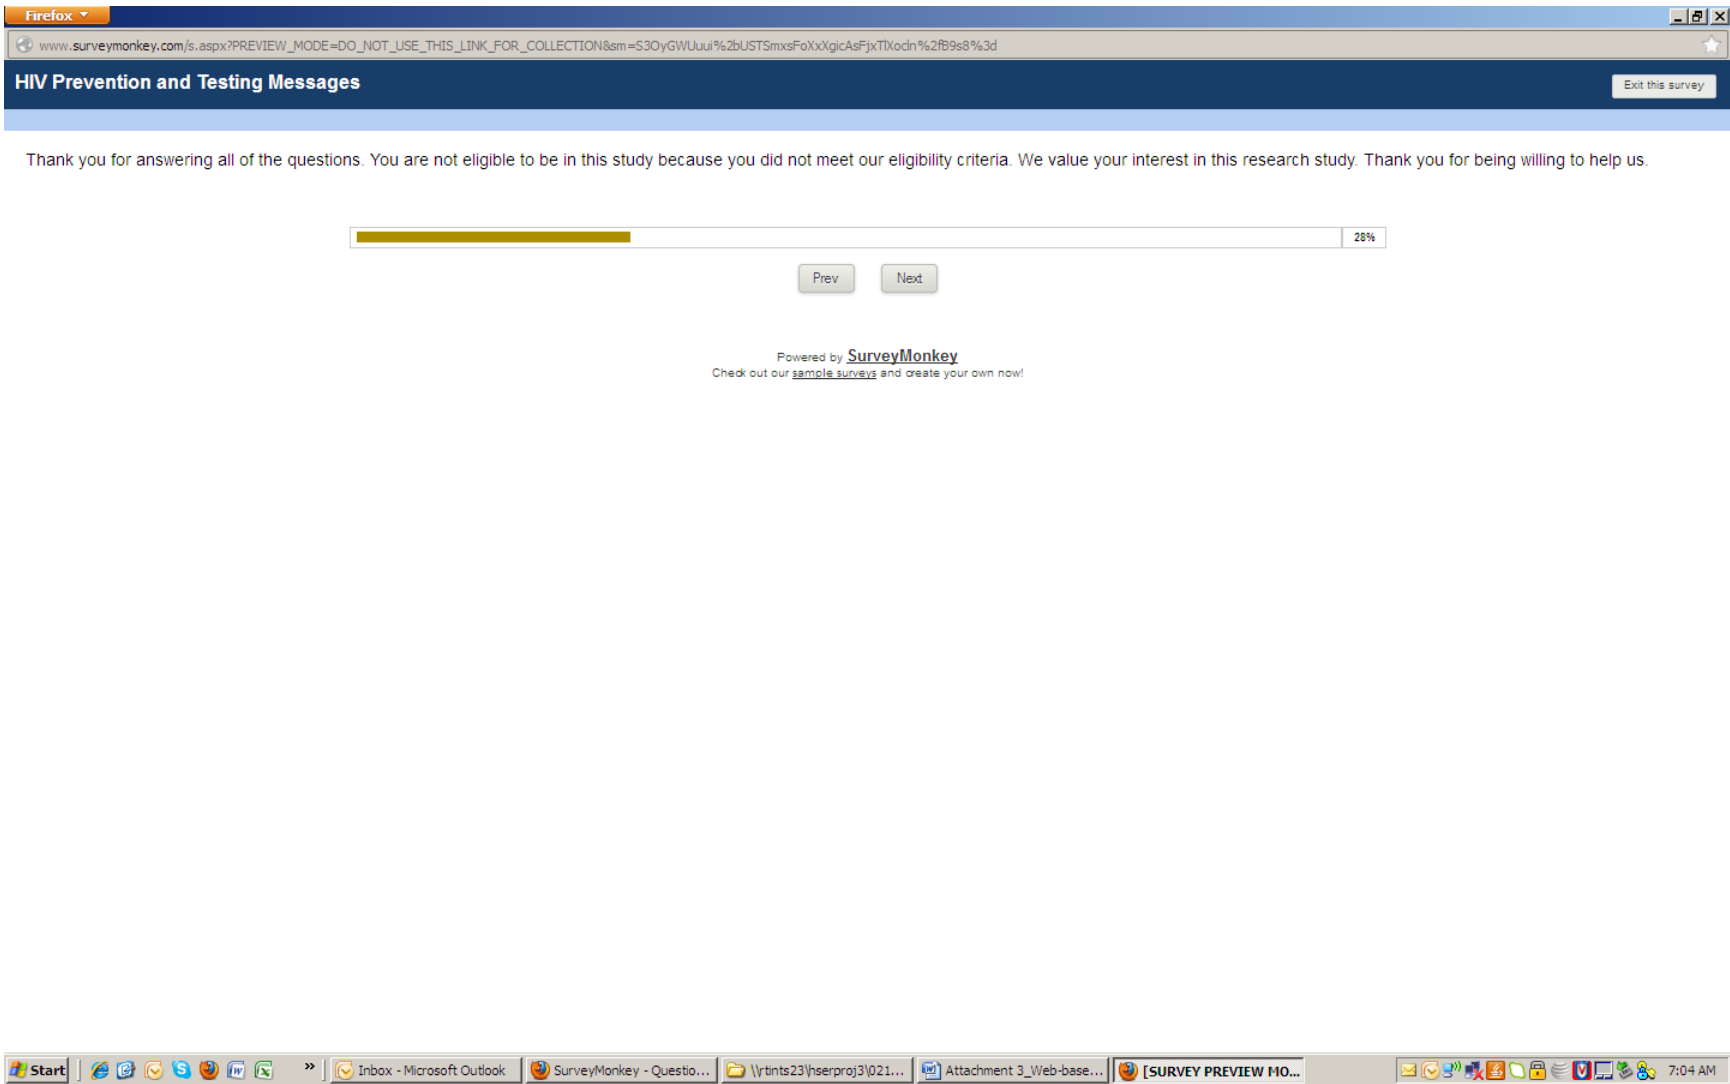 Firefox
www.surveymonkey.com/s.aspx?PREVIEW_MODE=DO_NOT_USE_THIS_LINK_FOR_COLLECTION&sm=S3OyGWUuui%2bUSTSmxsFoXxXgicAsFjxTlXocln%2fB9s8%3d
HIV Prevention and Testing Messages
Exit this survey
Thank you for answering all of the questions. You are not eligible to be in this study because you did not meet our eligibility criteria. We value your interest in this research study. Thank you for being willing to help us.
28%
Prev Next
Powered by SurveyMonkey
Check out our sample surveys and create your own now!
Start » Inbox - Microsoft Outlook SurveyMonkey - Questio... \\rtints23\hserproj3\021... Attachment 3_Web-base... [SURVEY PREVIEW MO... 7:04 AM